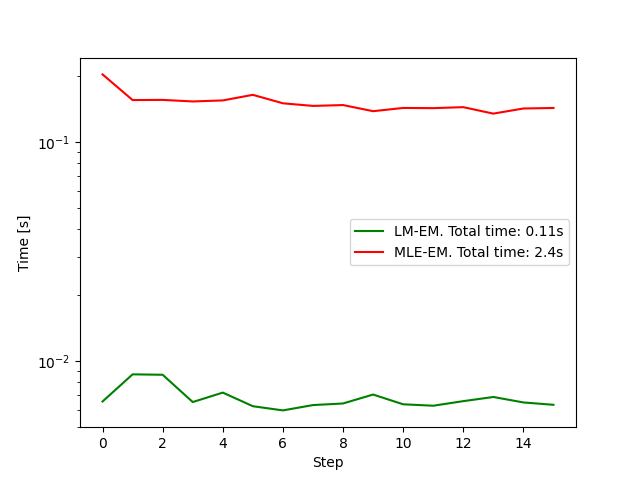 10⁻¹
10⁻²
Time [s]
LM-EM. Total time: 0.11s
MLE-EM. Total time: 2.4s
0 2 4 6 8 10 12 14
Step